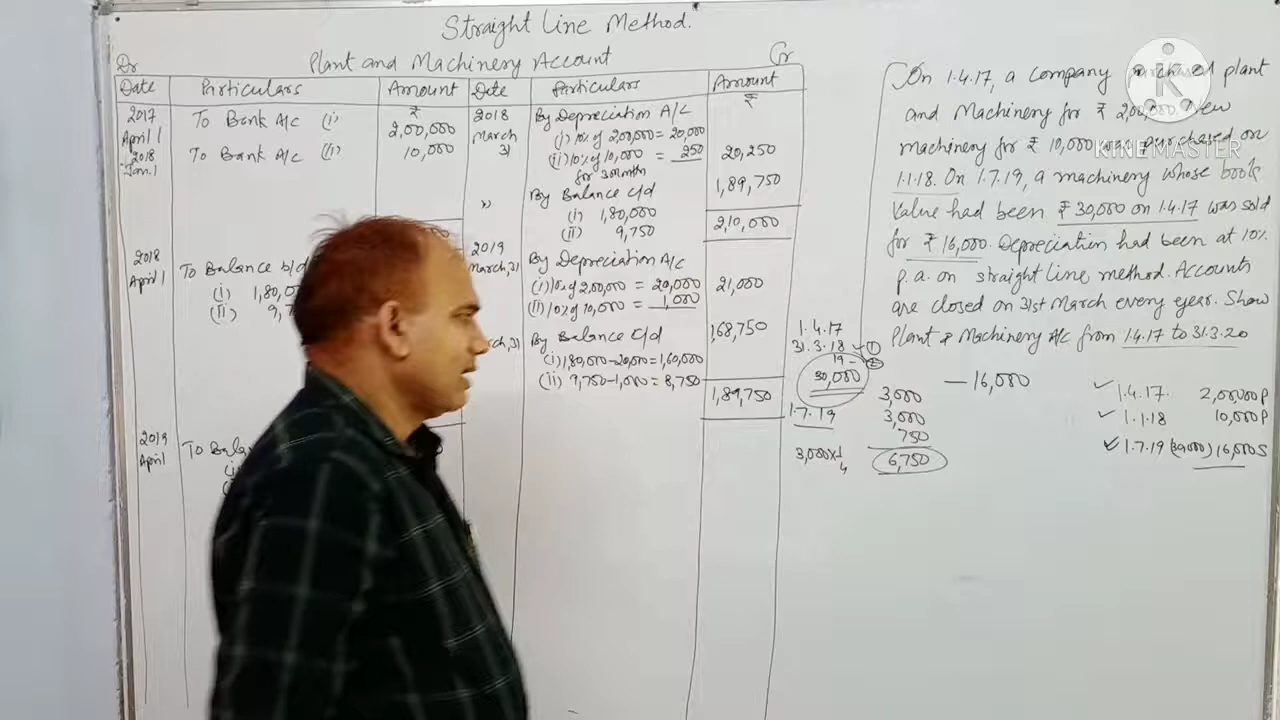 Straight Line Method.
Plant and Machinery Account
Dr
Cr
Date Particulars Amount Date Particulars Amount
₹ ₹
2017
April 1 To Bank A/c (i) 2,00,000
2018
Jan. 1 To Bank A/c (ii) 10,000
2018
March
31
By Depreciation A/c
(i) 10% of 2,00,000 = 20,000
(ii) 10% of 10,000 = 250 20,250
for 3 month
" By Balance c/d 1,89,750
(i) 1,80,000
(ii) 9,750 2,10,000
2018
April 1 To Balance b/d
(i)
(ii)
2019
March, 31 By Depreciation A/c
(i) 10% of 2,00,000 = 20,000 21,000
(ii) 10% of 10,000 = 1,000
By Balance c/d 1,68,750
(i) 1,80,000-20,000=1,60,000
(ii) 9,750-1,000=8,750
1,89,750
2019
April
On 1.4.17, a company purchased plant
and Machinery for ₹ 2,00,000. New
machinery for ₹ 10,000 was purchased on
1.1.18. On 1.7.19, a machinery whose book's
Value had been ₹ 30,000 on 1.4.17 was sold
for ₹ 16,000. Depreciation had been at 10%
p.a. on straight line method. Accounts
are closed on 31st March every year. Show
Plant & Machinery A/c from 1.4.17 to 31.3.20
1.4.17
31.3.18 ①
19 ②
30,000 — 16,000
3,000
1.7.19 3,000
750
3,000×1/4 6,750
✓ 1.4.17. 2,00,000 P
✓ 1.1.18 10,000 P
✓ 1.7.19 (30,000) 16,000 S
KINEMASTER